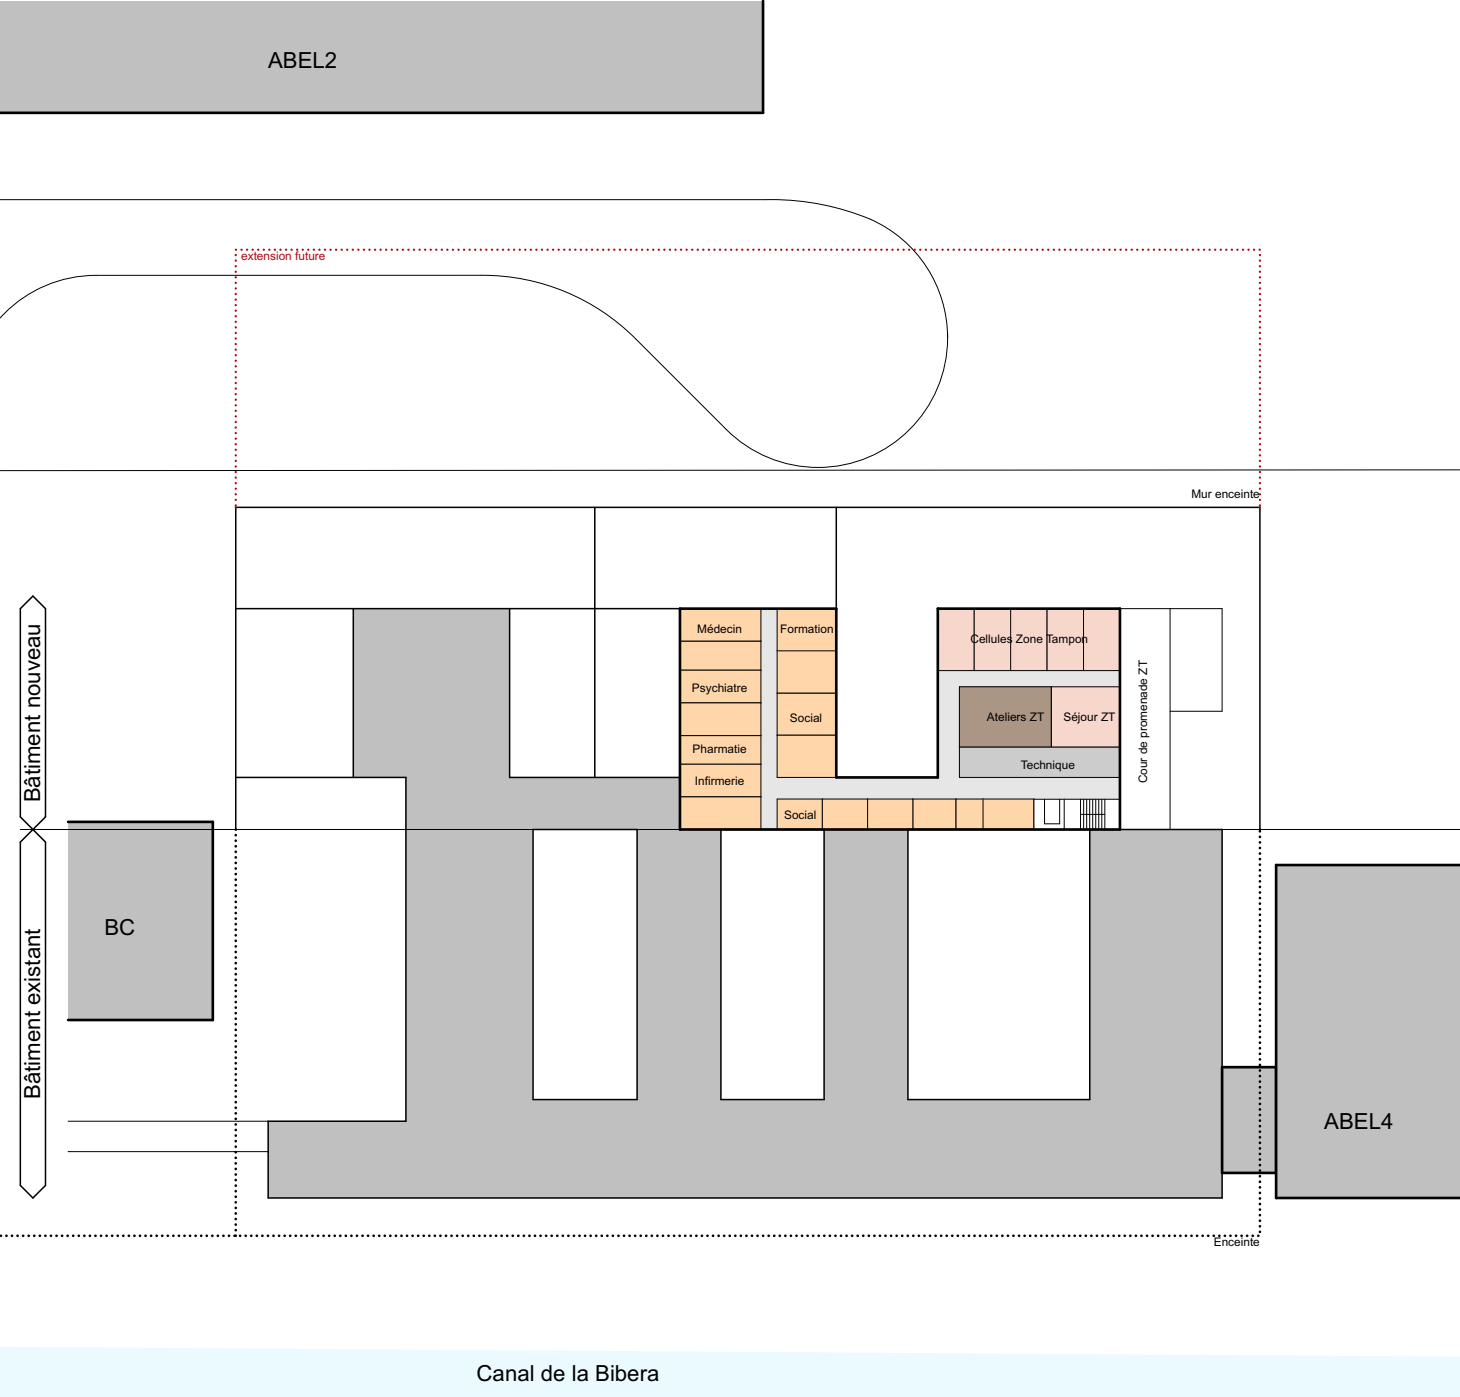 ABEL2
extension future
Mur enceinte
Bâtiment nouveau
Médecin
Formation
Cellules Zone Tampon
Psychiatre
Social
Ateliers ZT
Séjour ZT
Cour de promenade ZT
Pharmatie
Technique
Infirmerie
Social
BC
Bâtiment existant
ABEL4
Enceinte
Canal de la Bibera